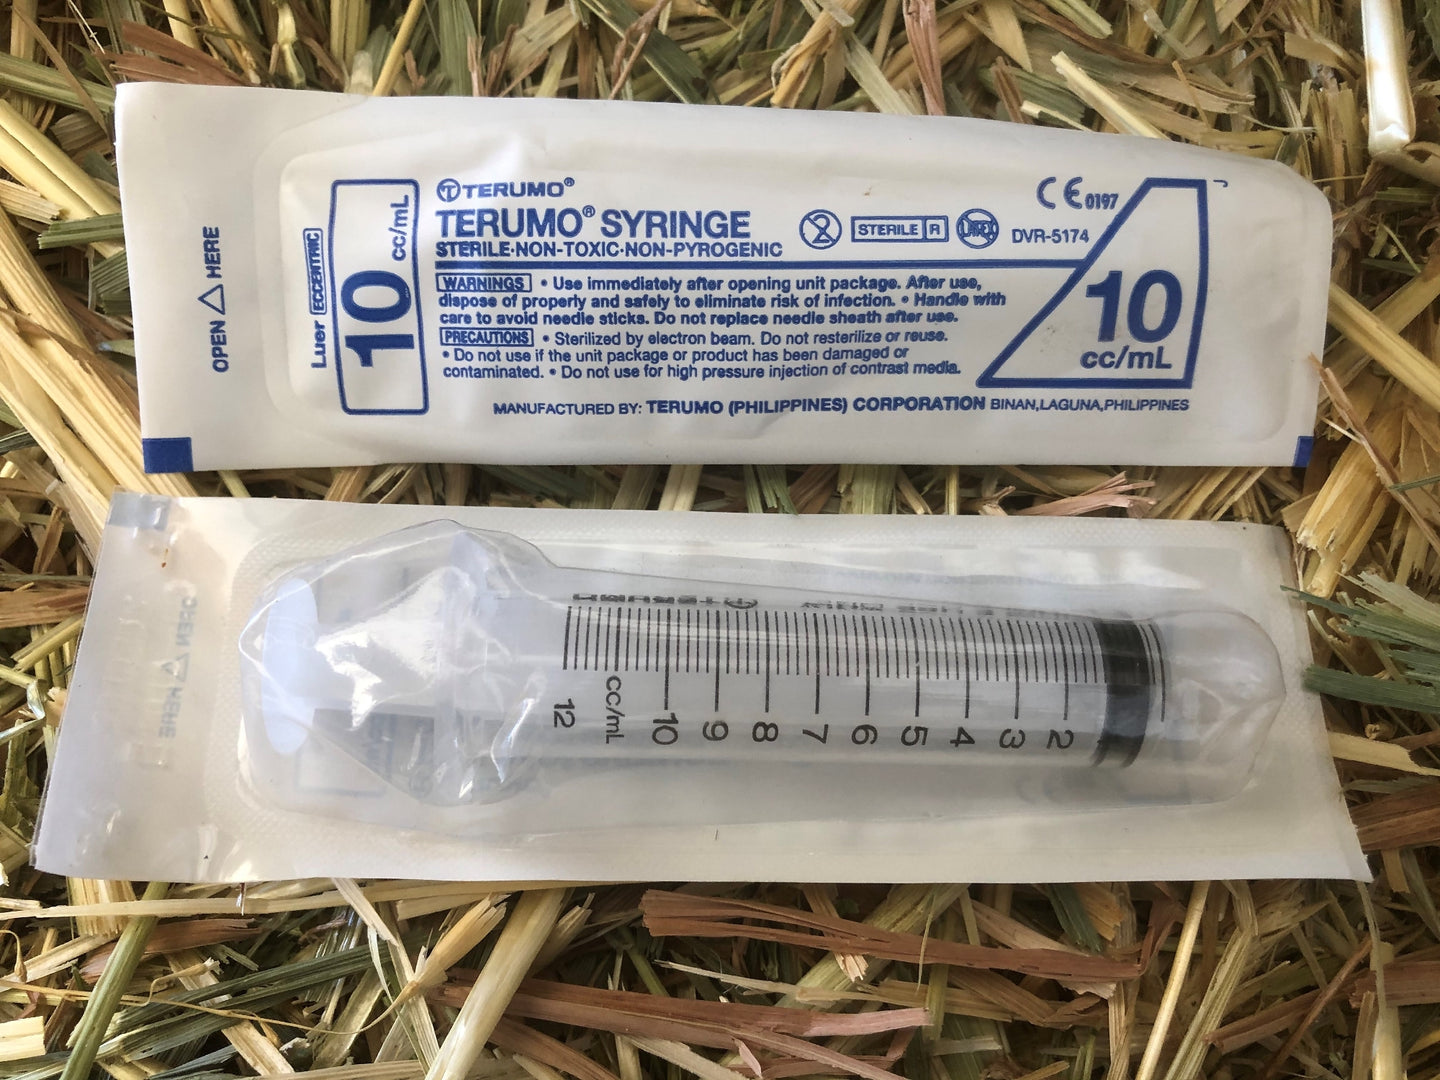 OPEN △ HERE
Luer ECCENTRIC
10 cc/mL
TERUMO®
TERUMO® SYRINGE
STERILE·NON-TOXIC·NON-PYROGENIC
2
STERILE R
LATEX
CE 0197
DVR-5174
WARNINGS • Use immediately after opening unit package. After use,
dispose of properly and safely to eliminate risk of infection. • Handle with
care to avoid needle sticks. Do not replace needle sheath after use.
PRECAUTIONS • Sterilized by electron beam. Do not resterilize or reuse.
• Do not use if the unit package or product has been damaged or
contaminated. • Do not use for high pressure injection of contrast media.
10
cc/mL
MANUFACTURED BY: TERUMO (PHILIPPINES) CORPORATION BINAN,LAGUNA,PHILIPPINES
12 cc/mL 10 9 8 7 6 5 4 3 2